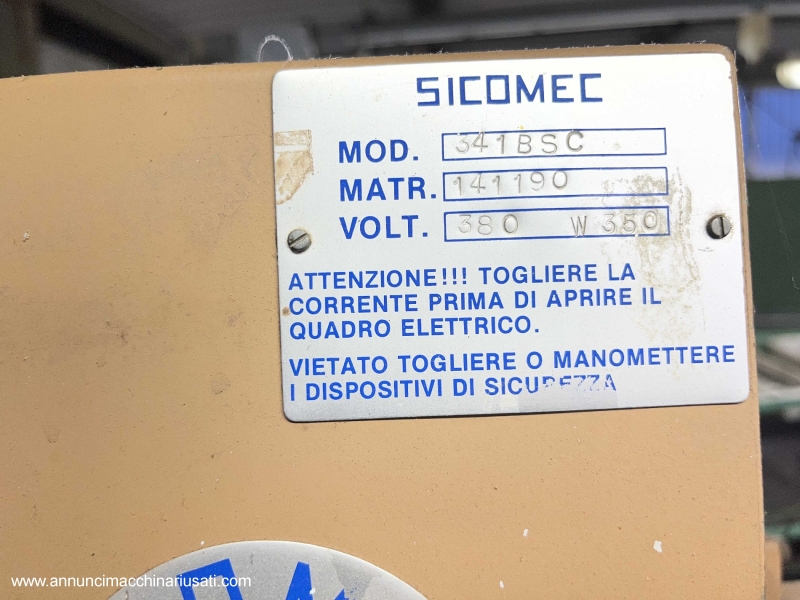 SICOMEC
MOD. 341BSC
MATR. 141190
VOLT. 380 W 350
ATTENZIONE!!! TOGLIERE LA
CORRENTE PRIMA DI APRIRE IL
QUADRO ELETTRICO.
VIETATO TOGLIERE O MANOMETTERE
I DISPOSITIVI DI SICUREZZA
www.annuncimacchinariusati.com